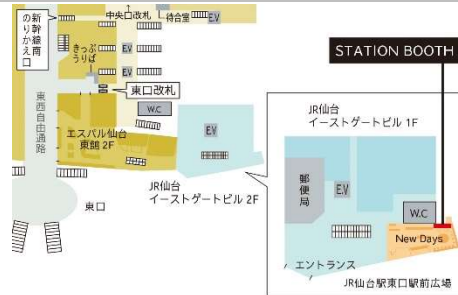 中央口改札
待合室
E.V
新幹線南
のりかえ口
きっぷ
うりば
E.V
E.V
東口改札
W.C
STATION BOOTH
東西自由通路
エスパル仙台
東館 2F
E.V
JR仙台
イーストゲートビル 2F
東口
JR仙台
イーストゲートビル 1F
郵便局
E.V
W.C
New Days
エントランス
JR仙台駅東口駅前広場